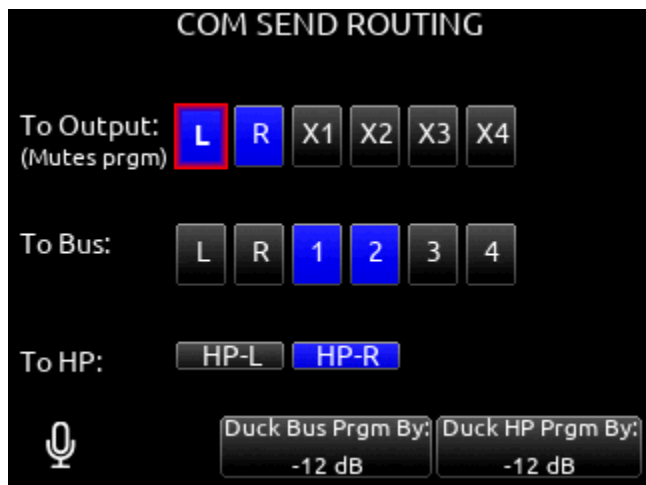 COM SEND ROUTING
To Output: L R X1 X2 X3 X4
(Mutes prgm)
To Bus: L R 1 2 3 4
To HP: HP-L HP-R
Duck Bus Prgm By: Duck HP Prgm By:
-12 dB -12 dB